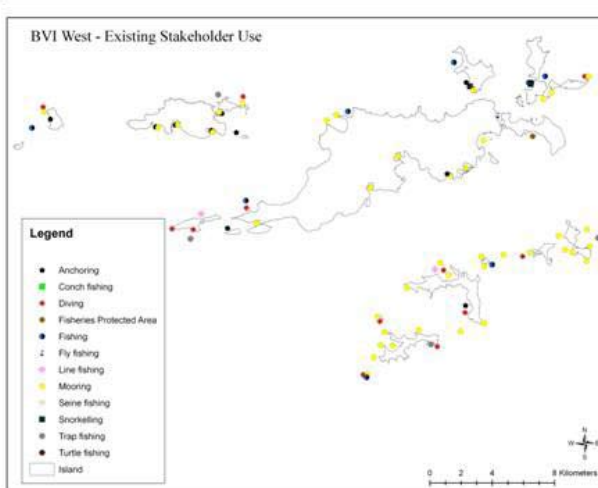 BVI West - Existing Stakeholder Use
Legend
Anchoring
Conch fishing
Diving
Fisheries Protected Area
Fishing
Fly fishing
Line fishing
Mooring
Seine fishing
Snorkelling
Trap fishing
Turtle fishing
Island
N
W E
S
0 2 4 8 Kilometers